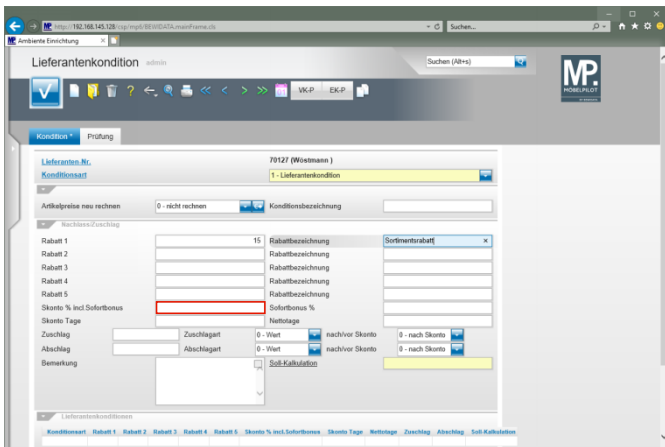 http://192.168.145.128/csp/mpli/BEWIDATA.mainFrame.cls
Suchen...
Ambiente Einrichtung
Lieferantenkondition admin
Suchen (Alt+s)
MP.
MÖBELPILOT
VK-P EK-P
Kondition * Prüfung
Lieferanten-Nr. 70127 (Wöstmann )
Konditionsart 1 - Lieferantenkondition
Artikelpreise neu rechnen 0 - nicht rechnen Konditionsbezeichnung
Nachlass/Zuschlag
Rabatt 1 15 Rabattbezeichnung Sortimentsrabatt
Rabatt 2 Rabattbezeichnung
Rabatt 3 Rabattbezeichnung
Rabatt 4 Rabattbezeichnung
Rabatt 5 Rabattbezeichnung
Skonto % incl.Sofortbonus Sofortbonus %
Skonto Tage Nettotage
Zuschlag Zuschlagart 0 - Wert nach/vor Skonto 0 - nach Skonto
Abschlag Abschlagart 0 - Wert nach/vor Skonto 0 - nach Skonto
Bemerkung Soll-Kalkulation
Lieferantenkonditionen
Konditionsart Rabatt 1 Rabatt 2 Rabatt 3 Rabatt 4 Rabatt 5 Skonto % incl.Sofortbonus Skonto Tage Nettotage Zuschlag Abschlag Soll-Kalkulation